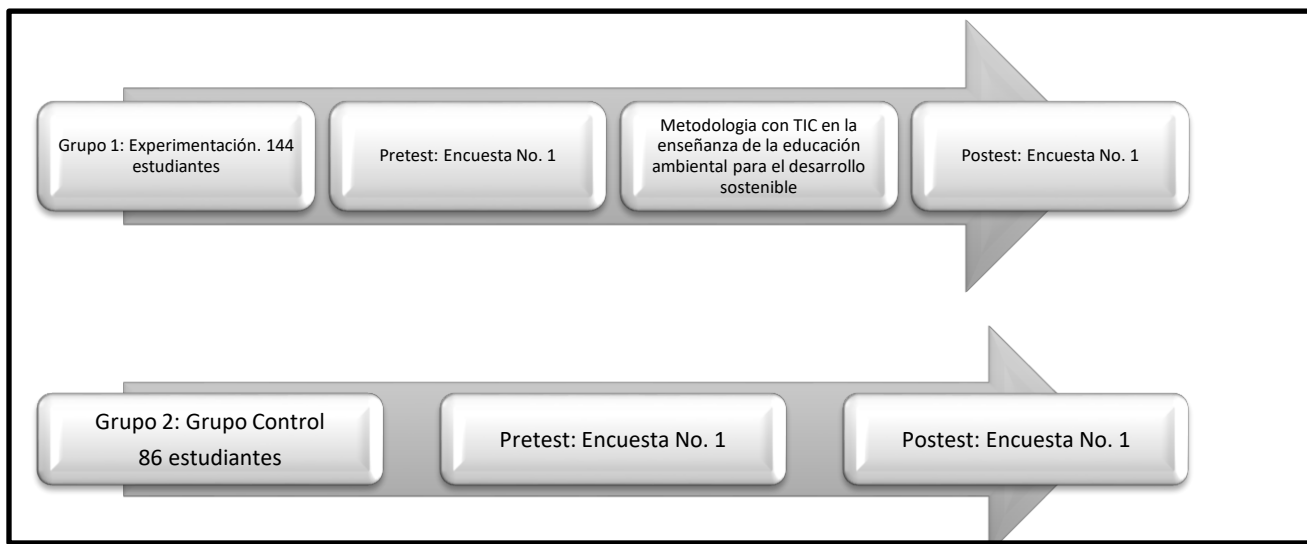 Grupo 1: Experimentación. 144
estudiantes
Pretest: Encuesta No. 1
Metodologia con TIC en la
enseñanza de la educación
ambiental para el desarrollo
sostenible
Postest: Encuesta No. 1
Grupo 2: Grupo Control
86 estudiantes
Pretest: Encuesta No. 1
Postest: Encuesta No. 1